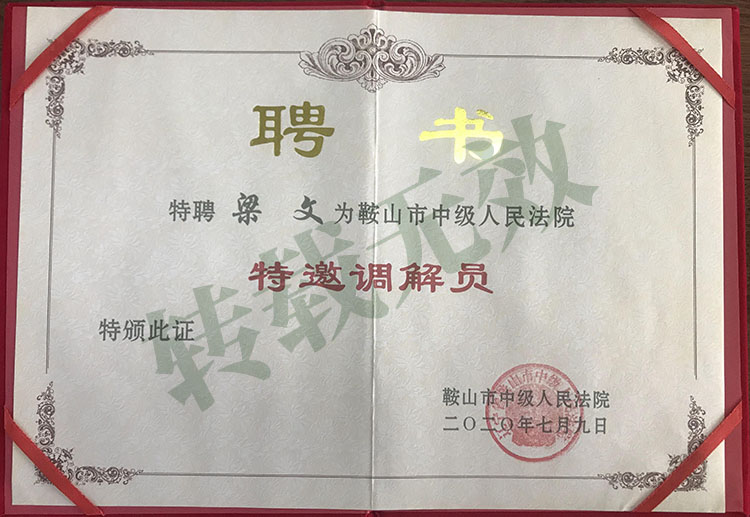 聘 书
特聘 梁 文 为鞍山市中级人民法院
特邀调解员
特颁此证
鞍山市中级人民法院
二〇二〇年七月九日
转载无效